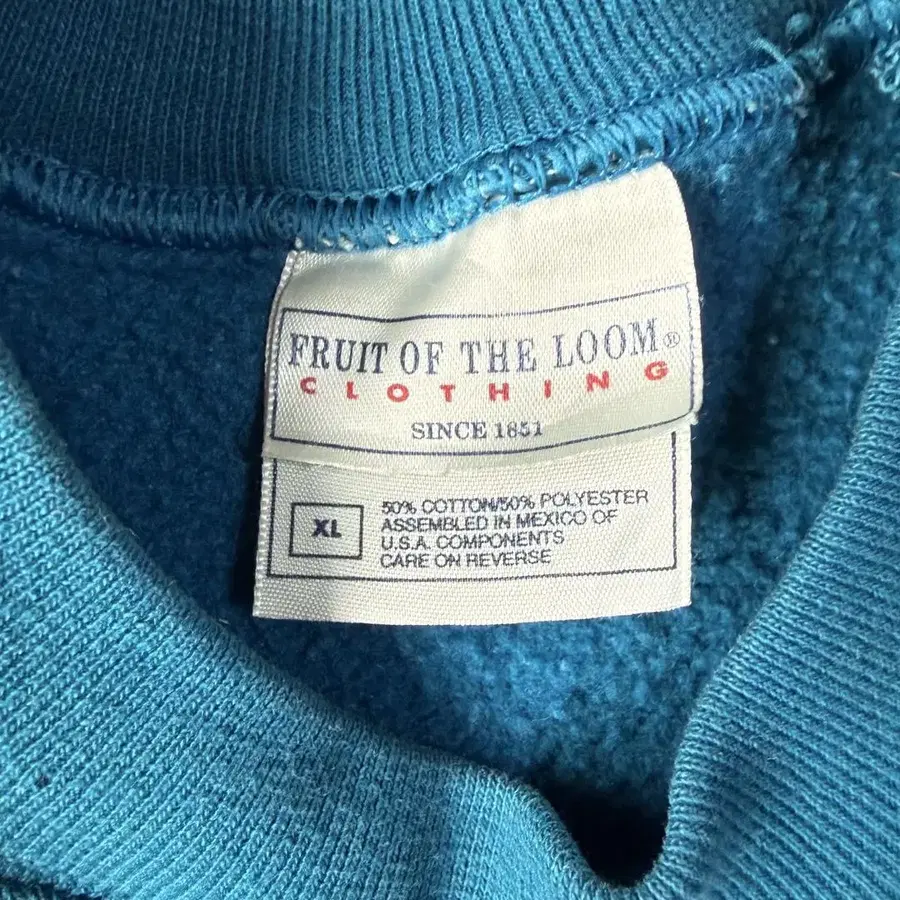 FRUIT OF THE LOOM®
CLOTHING
SINCE 1851
XL
50% COTTON/50% POLYESTER
ASSEMBLED IN MEXICO OF
U.S.A. COMPONENTS
CARE ON REVERSE